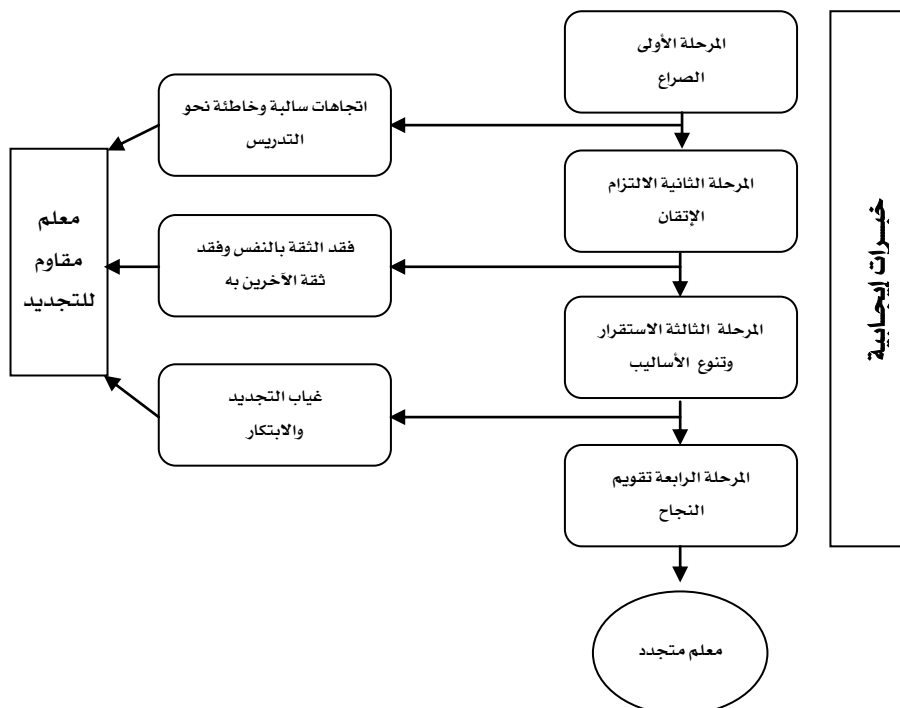 المرحلة الأولى
الصراع
خبرات إيجابية
اتجاهات سالبة وخاطئة نحو
التدريس
المرحلة الثانية الالتزام
الإتقان
معلم
مقاوم
للتجديد
فقد الثقة بالنفس وفقد
ثقة الآخرين به
المرحلة الثالثة الاستقرار
وتنوع الأساليب
غياب التجديد
والابتكار
المرحلة الرابعة تقويم
النجاح
معلم متجدد